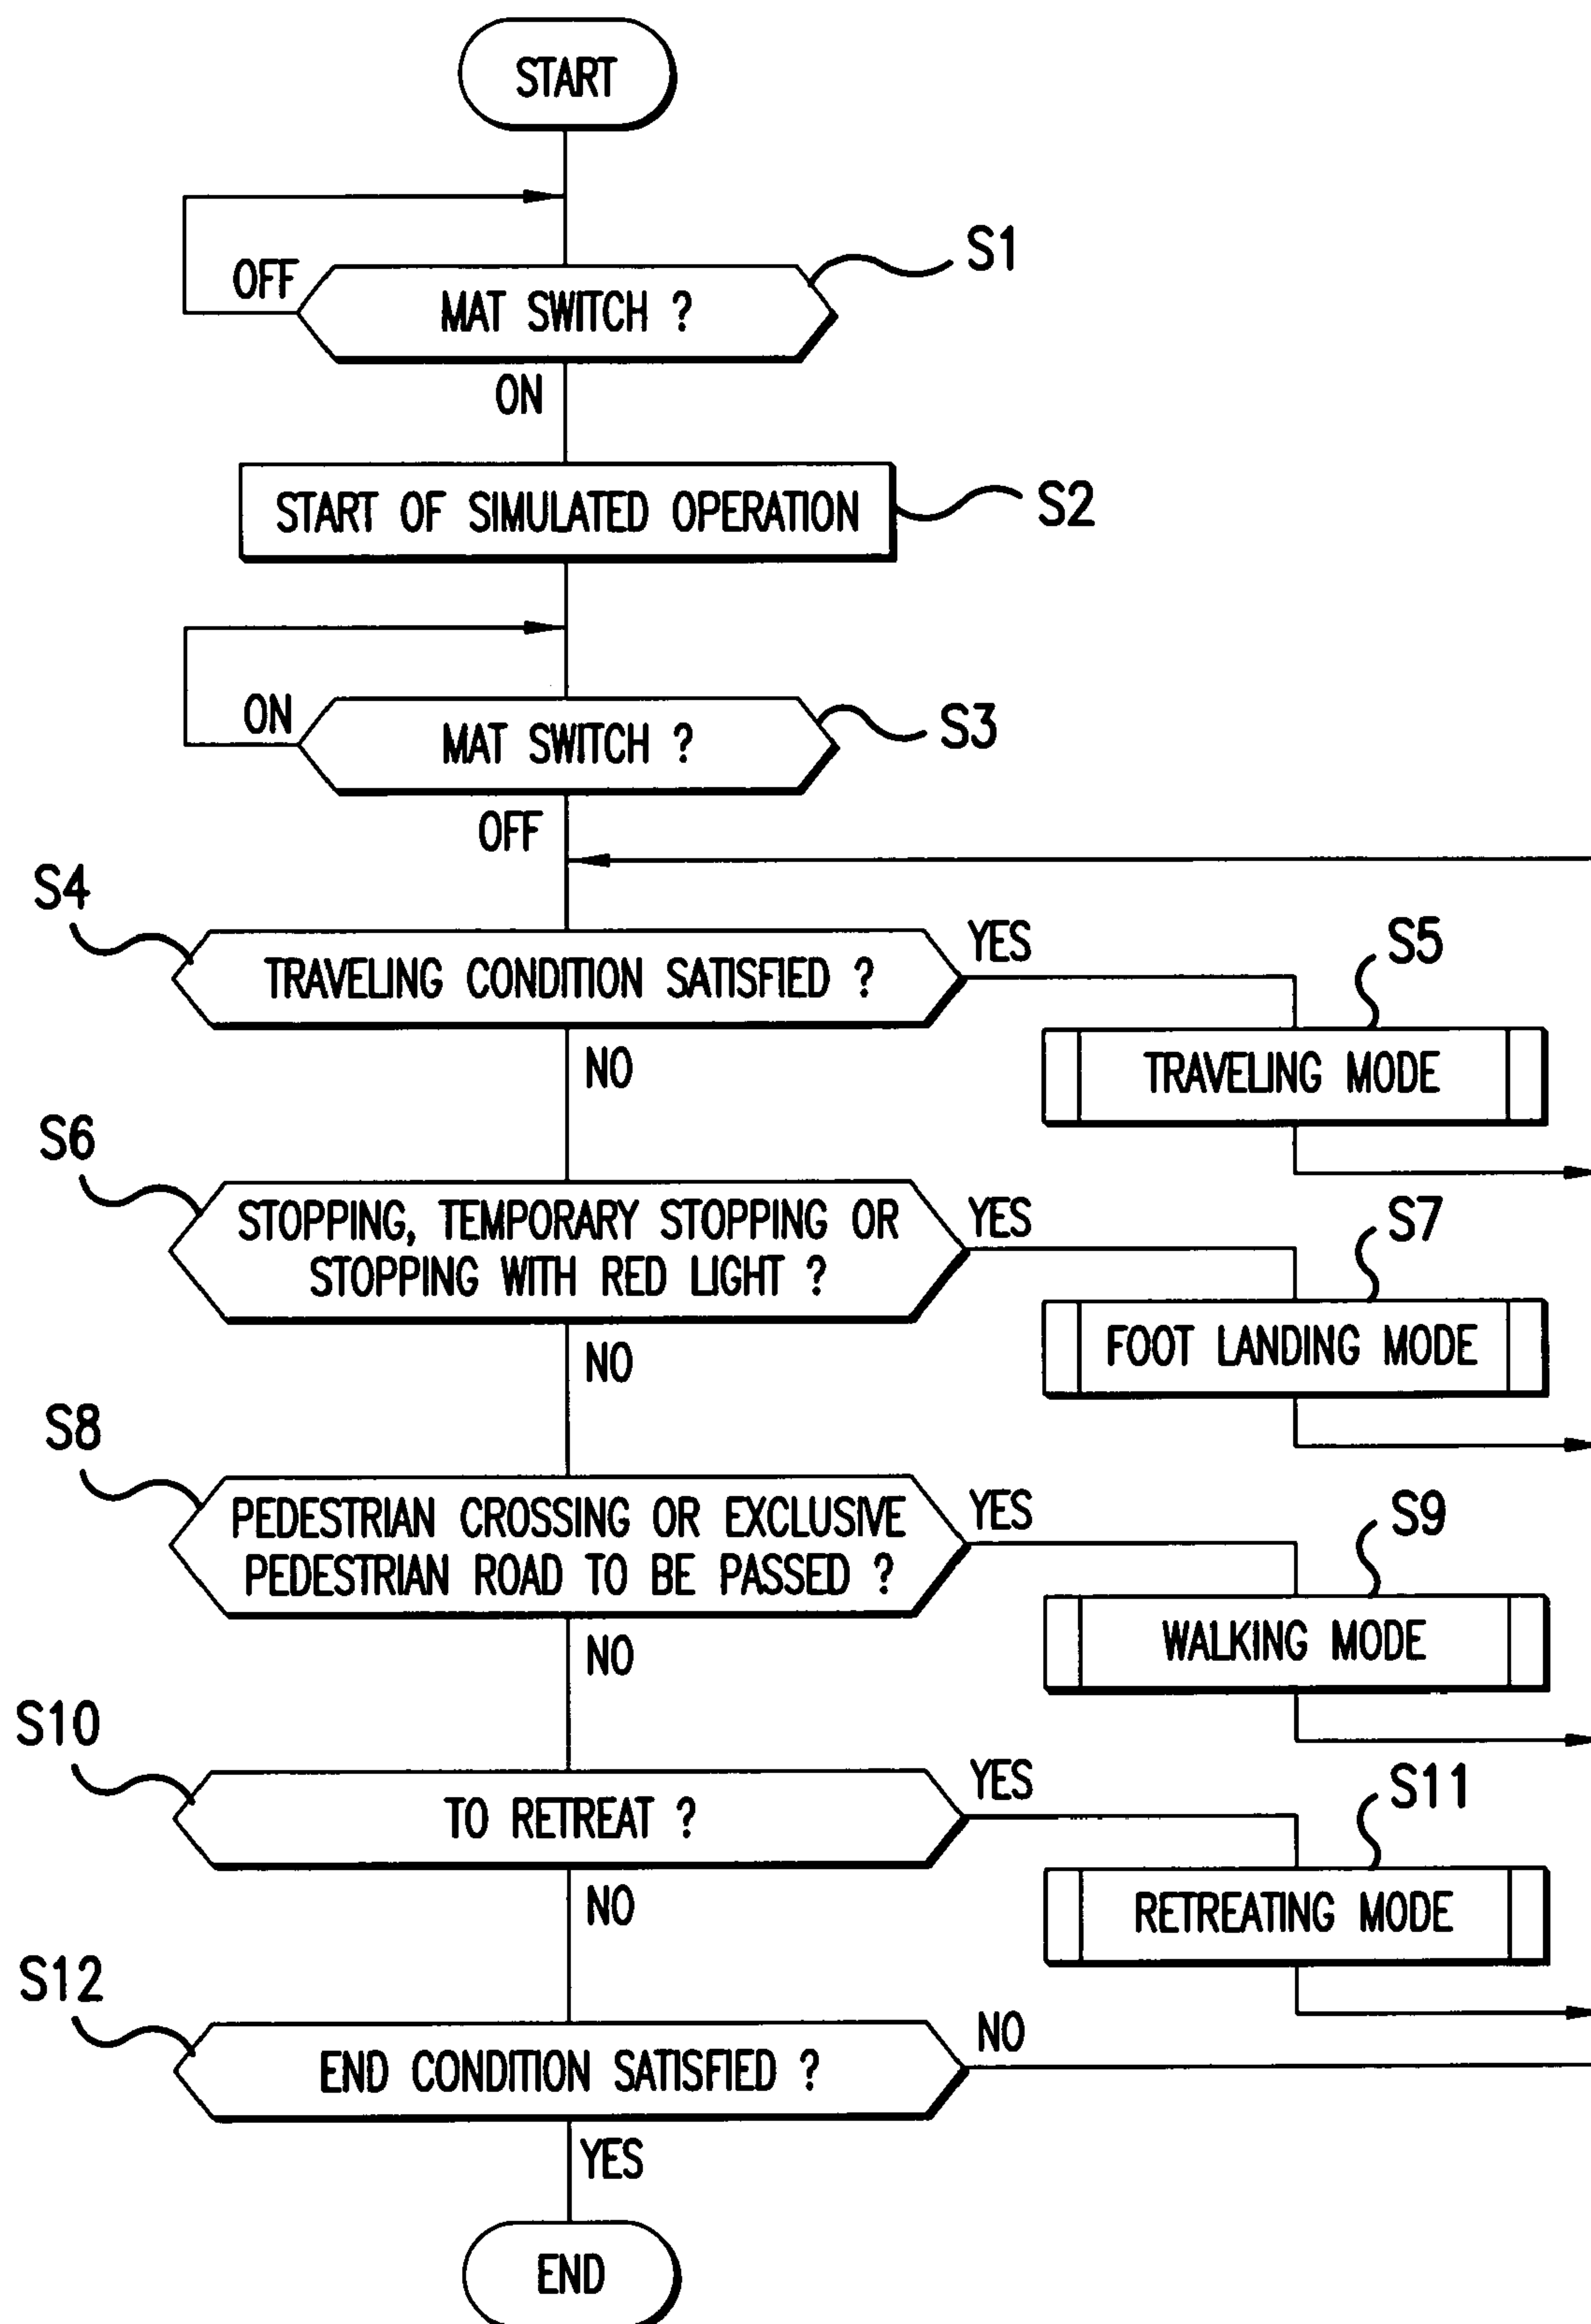 START
OFF
S1
MAT SWITCH ?
ON
START OF SIMULATED OPERATION
S2
ON
S3
MAT SWITCH ?
OFF
S4
TRAVELING CONDITION SATISFIED ?
YES
S5
TRAVELING MODE
NO
S6
STOPPING, TEMPORARY STOPPING OR
STOPPING WITH RED LIGHT ?
YES
S7
FOOT LANDING MODE
NO
S8
PEDESTRIAN CROSSING OR EXCLUSIVE
PEDESTRIAN ROAD TO BE PASSED ?
YES
S9
WALKING MODE
NO
S10
TO RETREAT ?
YES
S11
RETREATING MODE
NO
S12
END CONDITION SATISFIED ?
NO
YES
END